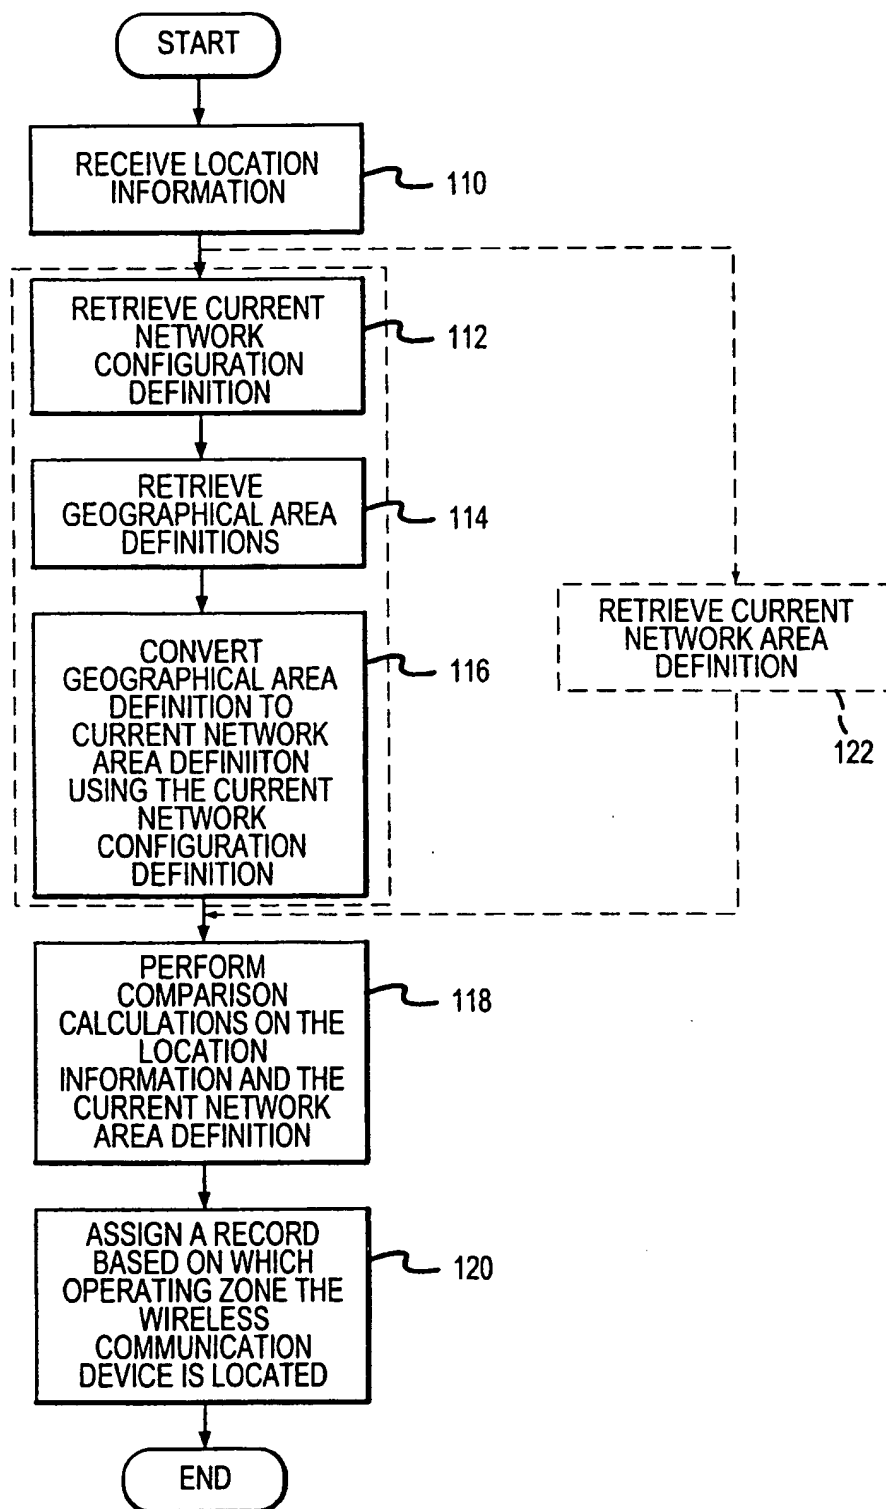 START
RECEIVE LOCATION
INFORMATION
110
RETRIEVE CURRENT
NETWORK
CONFIGURATION
DEFINITION
112
RETRIEVE
GEOGRAPHICAL AREA
DEFINITIONS
114
CONVERT
GEOGRAPHICAL AREA
DEFINITION TO
CURRENT NETWORK
AREA DEFINIITON
USING THE CURRENT
NETWORK
CONFIGURATION
DEFINITION
116
RETRIEVE CURRENT
NETWORK AREA
DEFINITION
122
PERFORM
COMPARISON
CALCULATIONS ON THE
LOCATION
INFORMATION AND THE
CURRENT NETWORK
AREA DEFINITION
118
ASSIGN A RECORD
BASED ON WHICH
OPERATING ZONE THE
WIRELESS
COMMUNICATION
DEVICE IS LOCATED
120
END